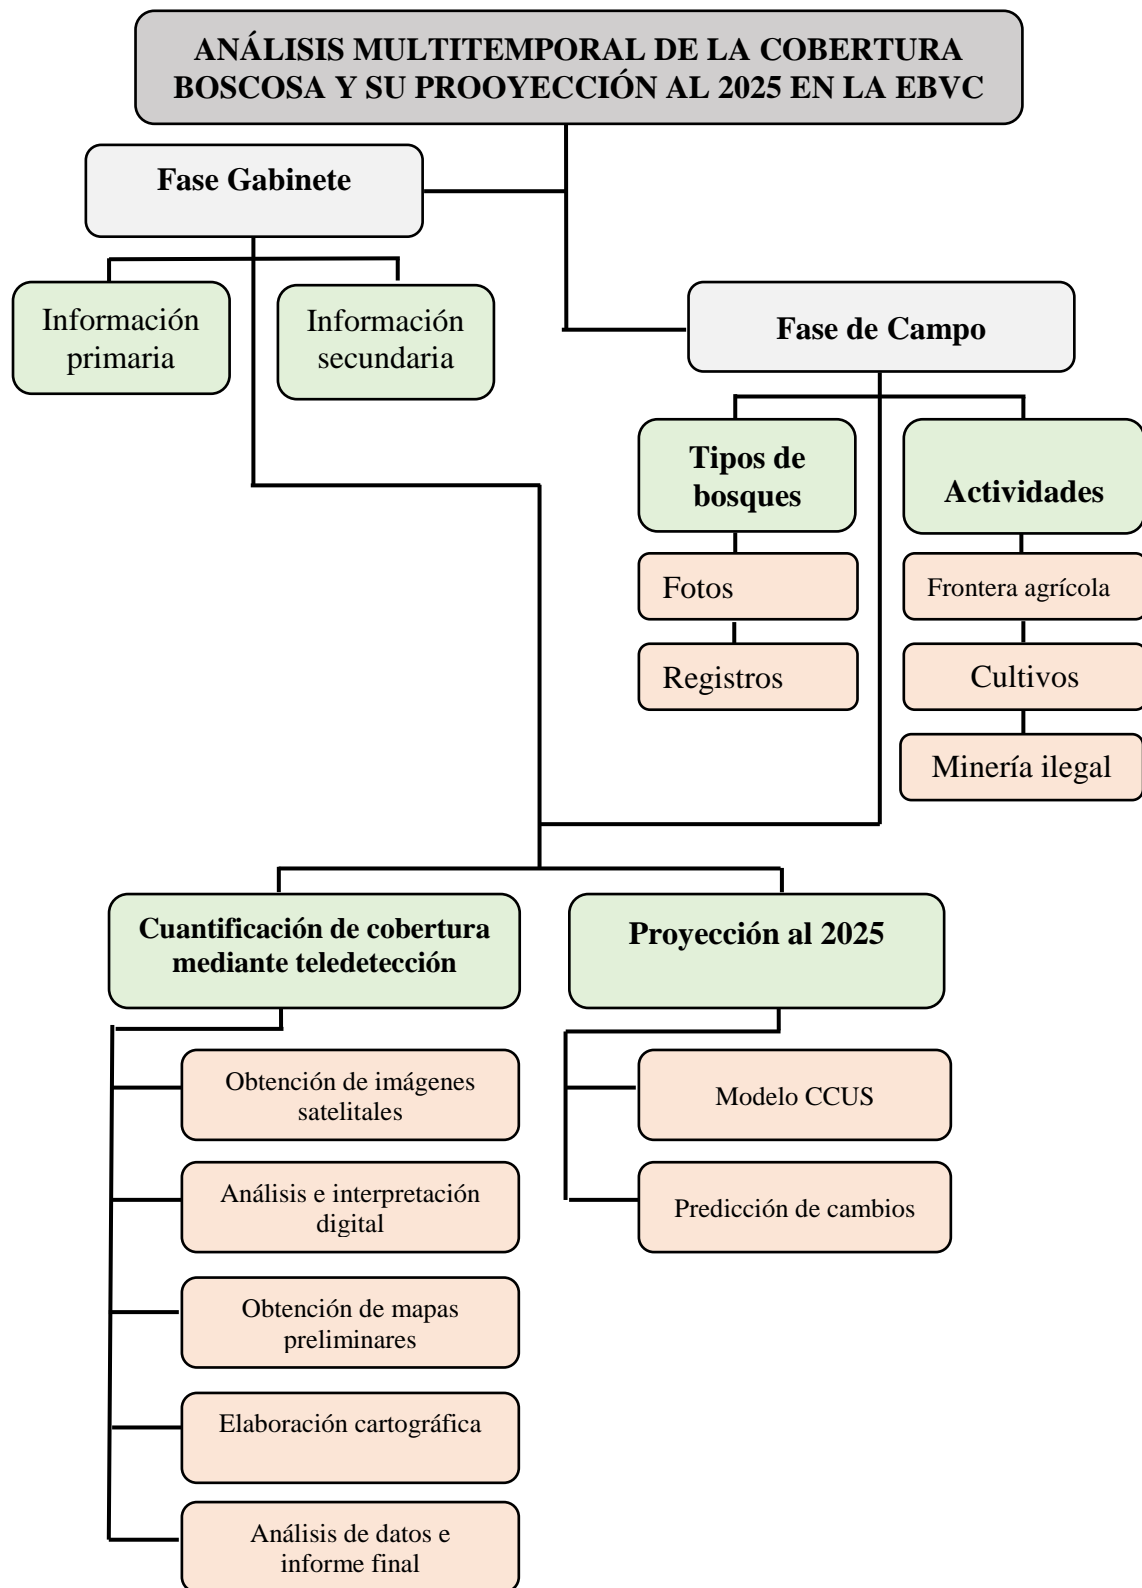 ANÁLISIS MULTITEMPORAL DE LA COBERTURA
BOSCOSA Y SU PROOYECCIÓN AL 2025 EN LA EBVC
Fase Gabinete
Información
primaria
Información
secundaria
Fase de Campo
Tipos de
bosques
Fotos
Registros
Actividades
Frontera agrícola
Cultivos
Minería ilegal
Cuantificación de cobertura
mediante teledetección
Obtención de imágenes
satelitales
Análisis e interpretación
digital
Obtención de mapas
preliminares
Elaboración cartográfica
Análisis de datos e
informe final
Proyección al 2025
Modelo CCUS
Predicción de cambios